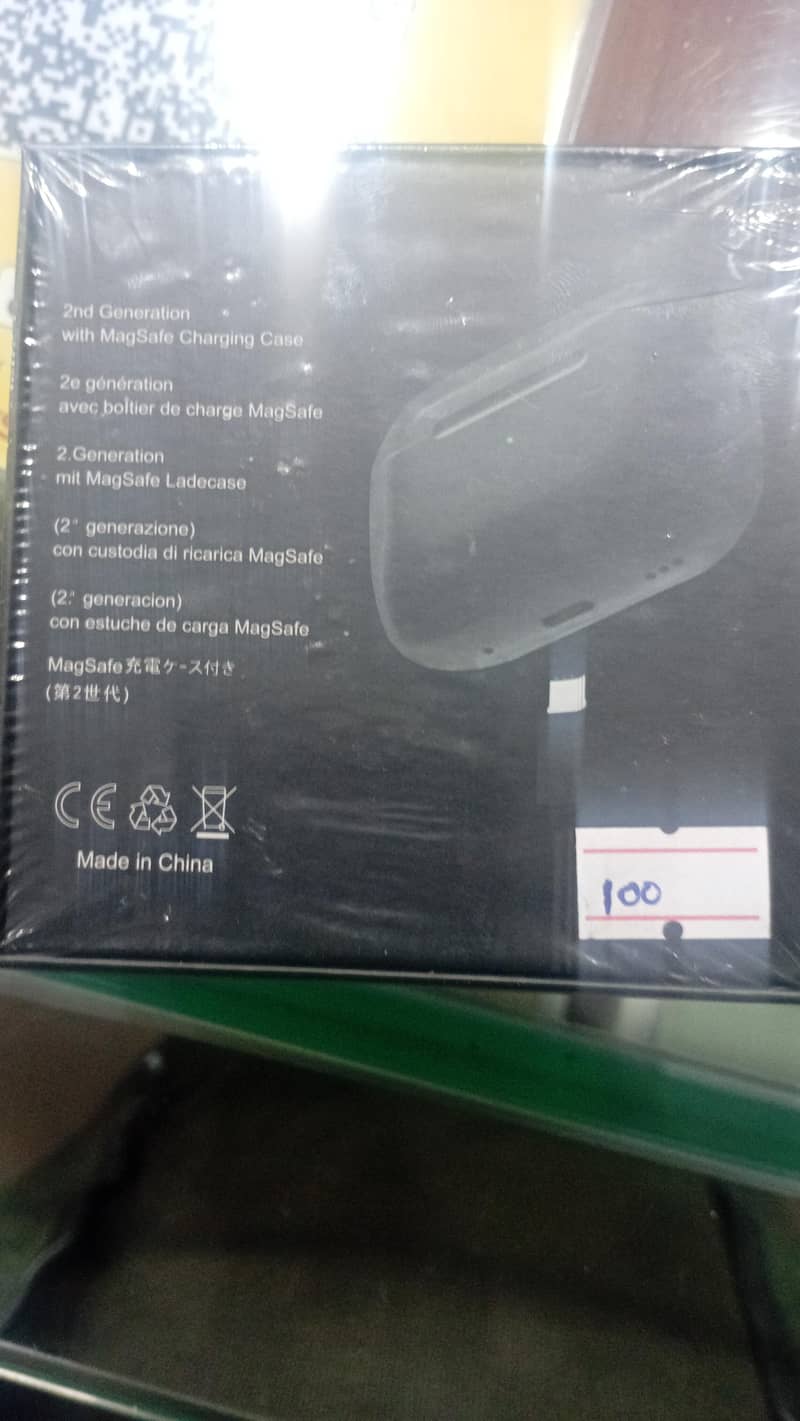 2nd Generation
with MagSafe Charging Case
2e génération
avec boîtier de charge MagSafe
2.Generation
mit MagSafe Ladecase
(2ª generazione)
con custodia di ricarica MagSafe
(2.ª generacion)
con estuche de carga MagSafe
MagSafe充電ケース付き
(第2世代)
CE
Made in China
100